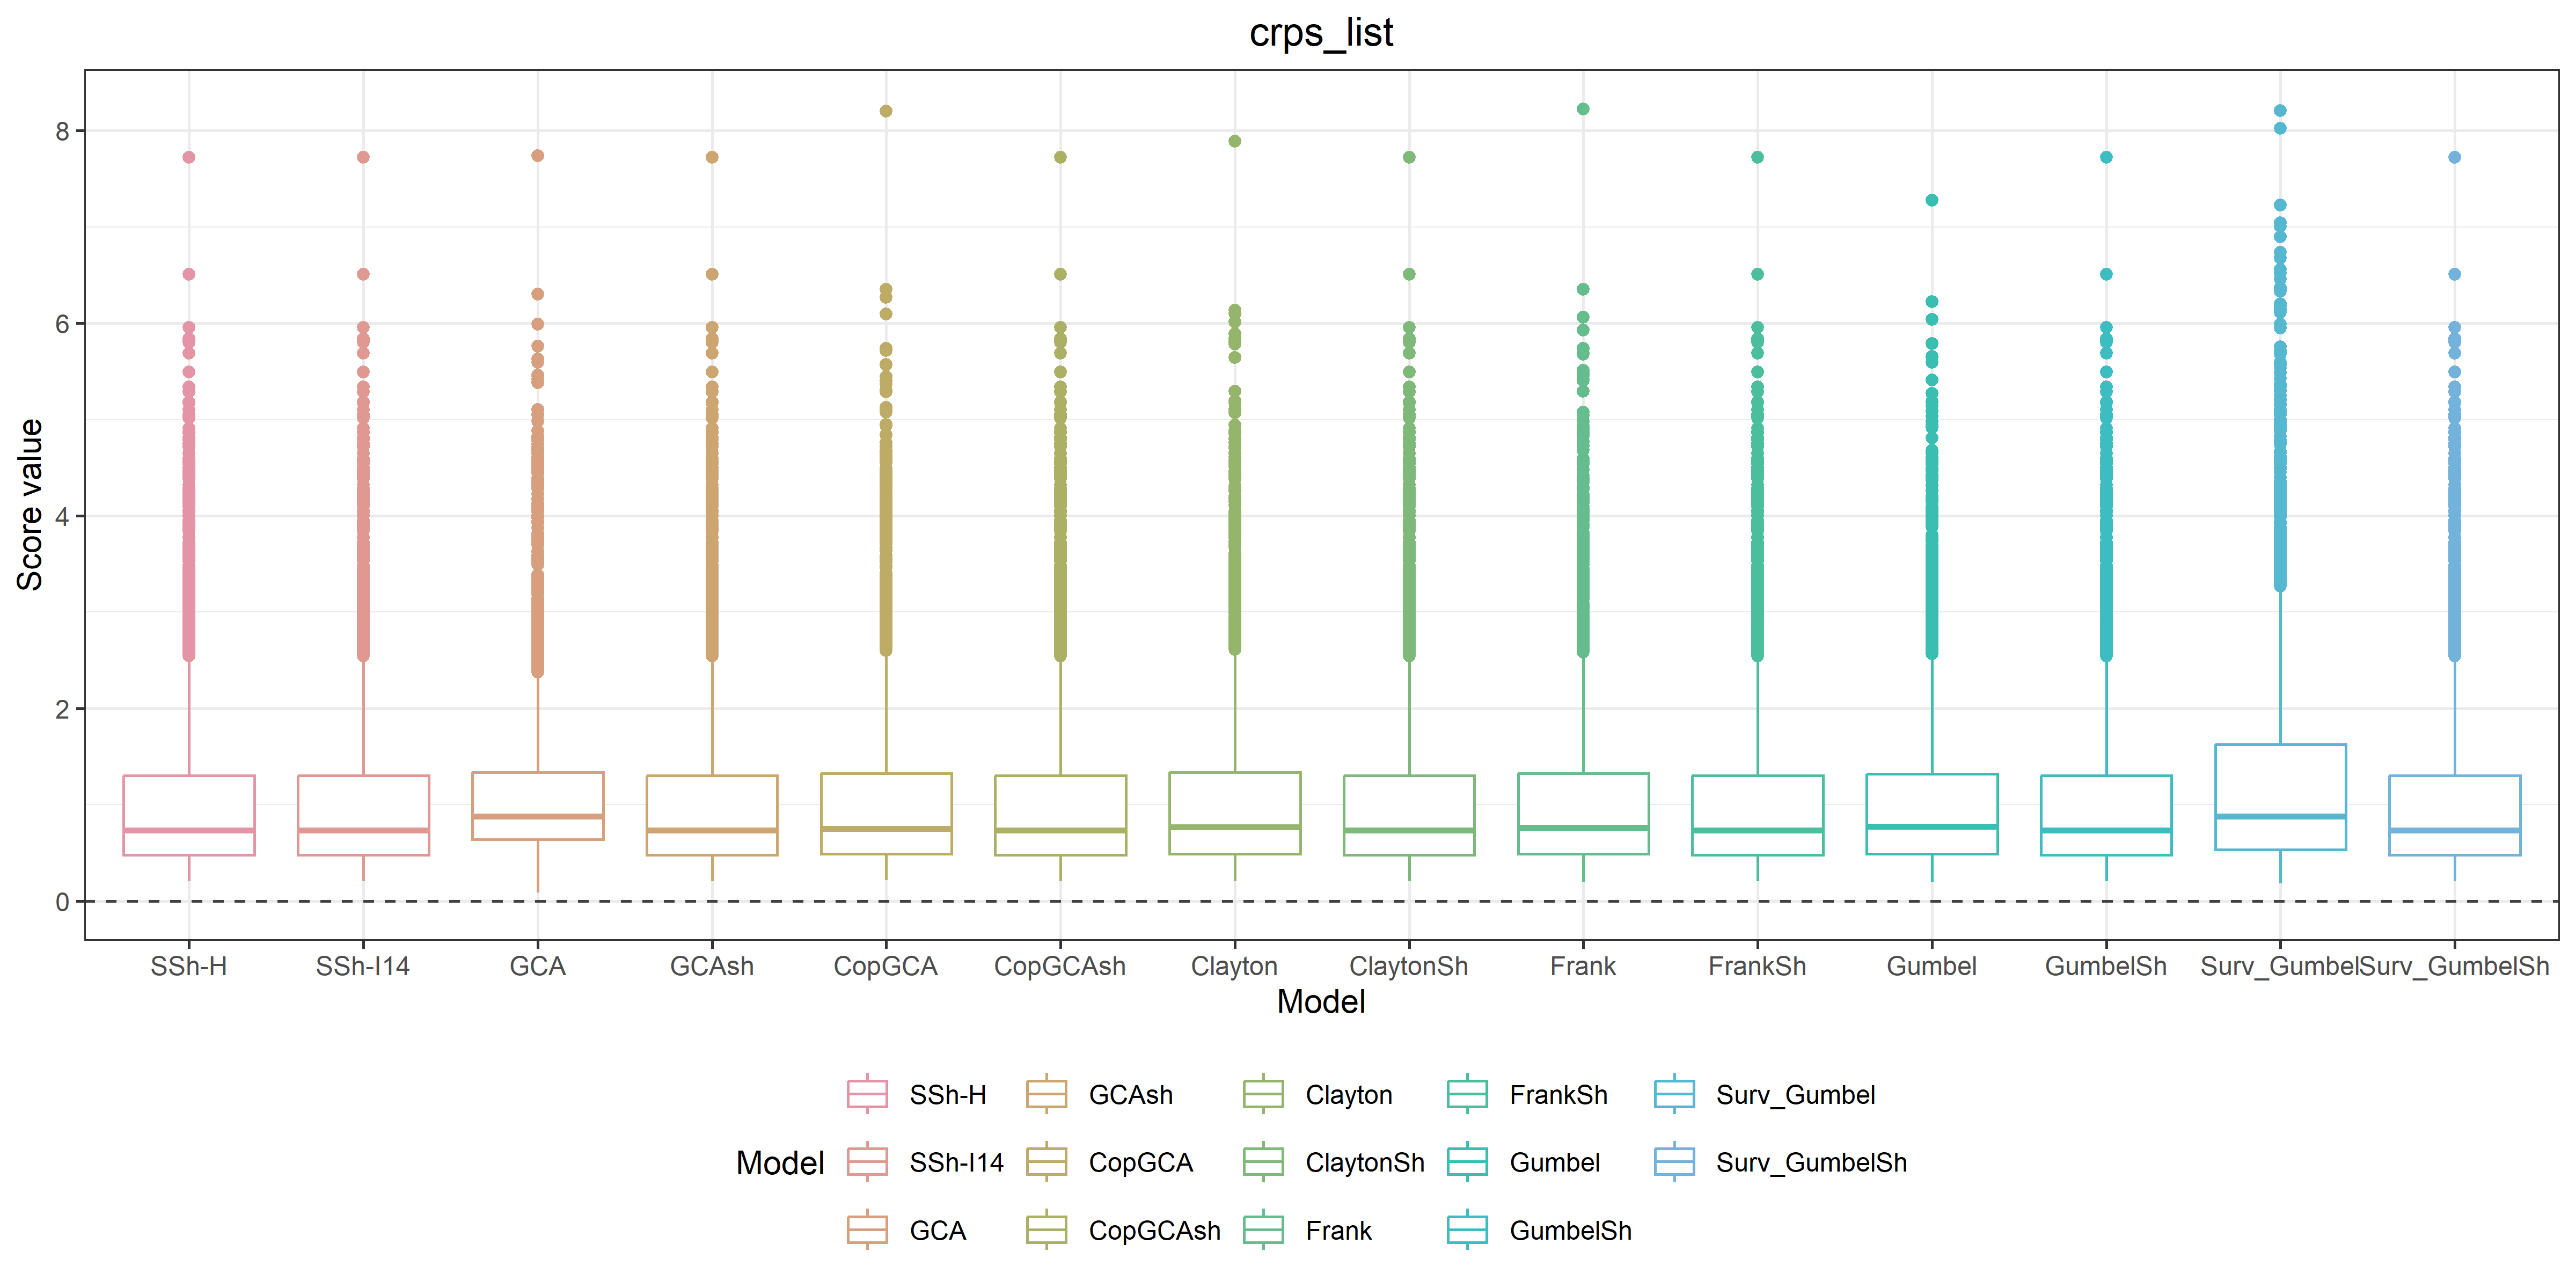 crps_list
Score value
8
6
4
2
0
SSh-H SSh-I14 GCA GCAsh CopGCA CopGCAsh Clayton ClaytonSh Frank FrankSh Gumbel GumbelSh Surv_Gumbel Surv_GumbelSh
Model
Model
SSh-H GCAsh Clayton FrankSh Surv_Gumbel
SSh-I14 CopGCA ClaytonSh Gumbel Surv_GumbelSh
GCA CopGCAsh Frank GumbelSh